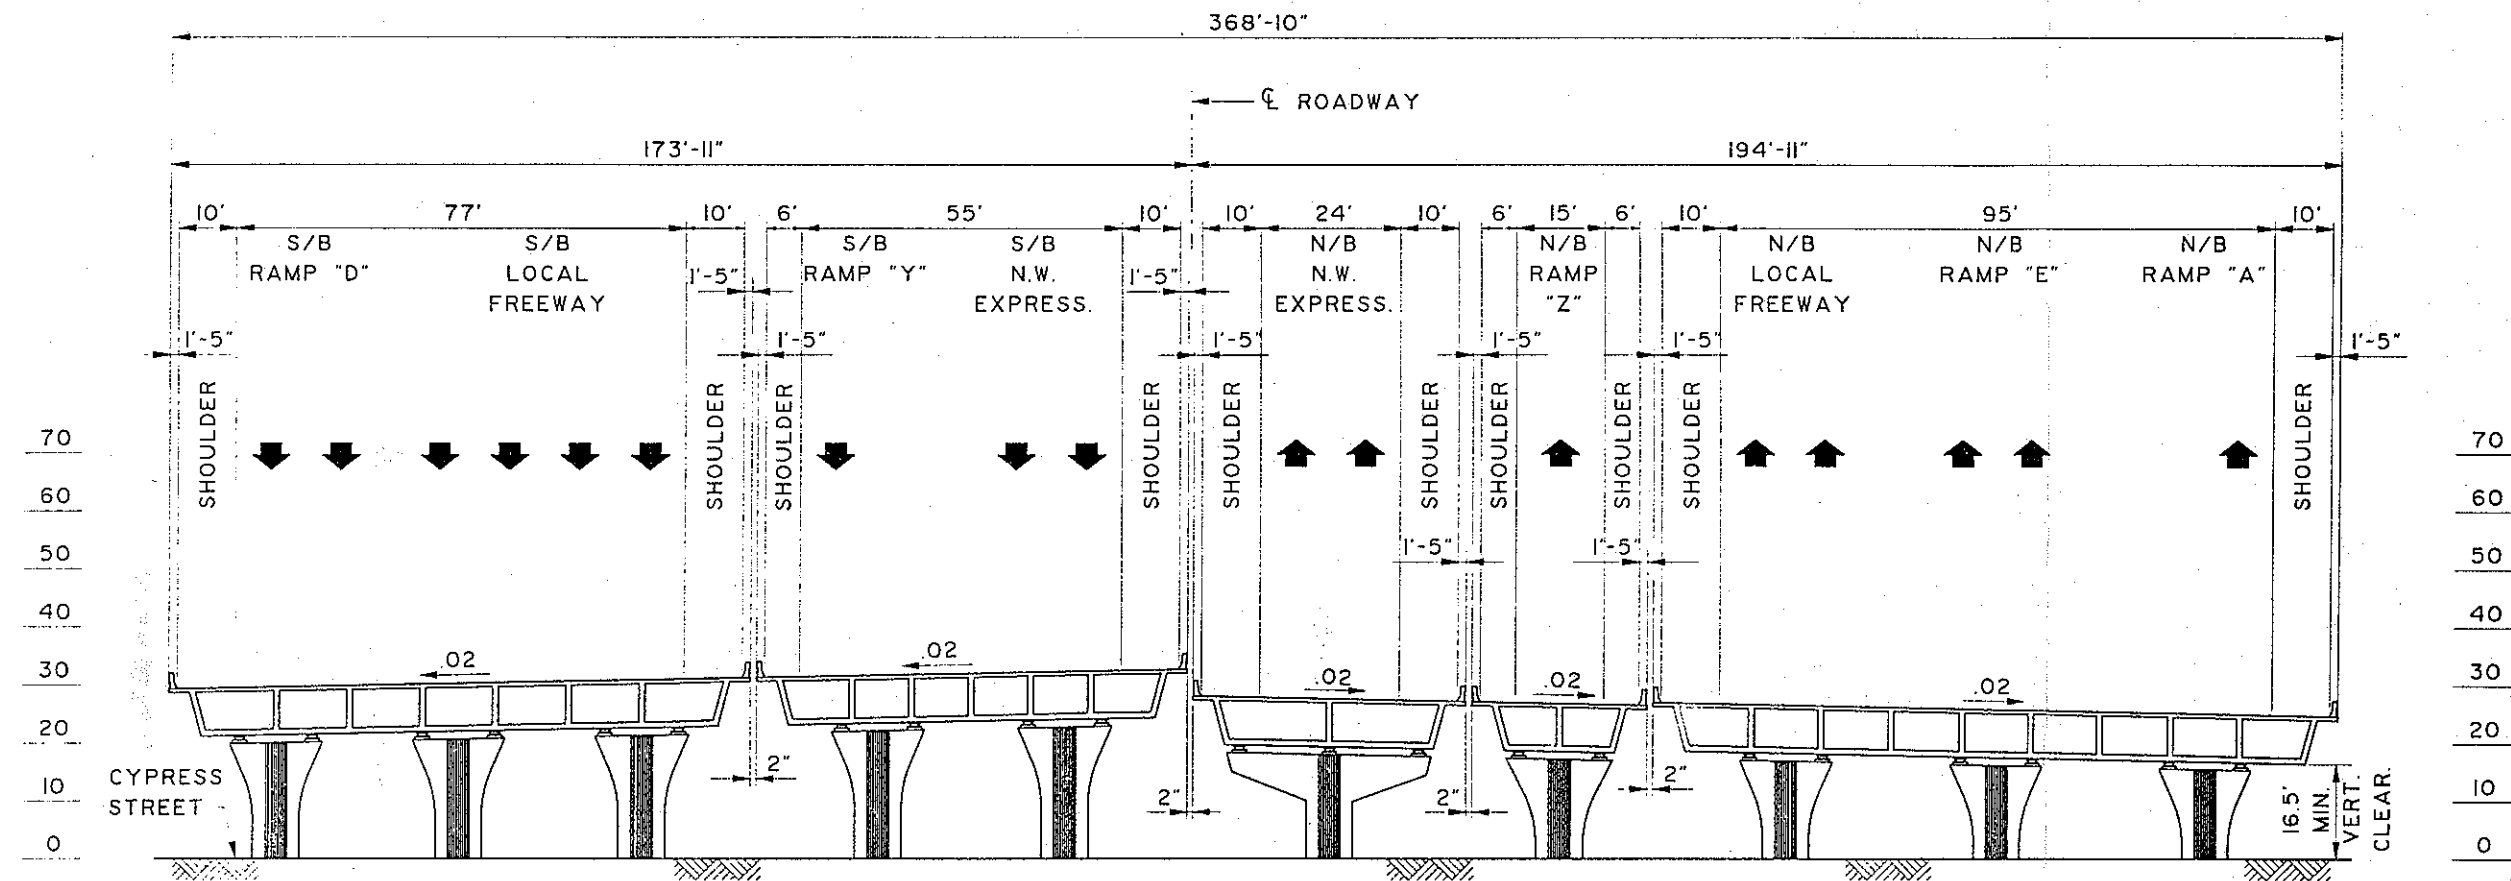 368'-10"
℄ ROADWAY
173'-11"
194'-11"
10'
77'
10'
6'
55'
10'
10'
24'
10'
6'
15'
6'
10'
95'
10'
S/B
RAMP "D"
S/B
LOCAL
FREEWAY
S/B
RAMP "Y"
S/B
N.W.
EXPRESS.
N/B
N.W.
EXPRESS.
N/B
RAMP
"Z"
N/B
LOCAL
FREEWAY
N/B
RAMP "E"
N/B
RAMP "A"
1'-5"
1'-5"
1'-5"
1'-5"
1'-5"
1'-5"
1'-5"
1'-5"
1'-5"
1'-5"
SHOULDER
SHOULDER
SHOULDER
SHOULDER
SHOULDER
SHOULDER
SHOULDER
SHOULDER
SHOULDER
SHOULDER
70
60
50
40
30
20
10
0
70
60
50
40
30
20
10
0
.02
.02
.02
.02
.02
CYPRESS
STREET
2"
2"
2"
2"
16.5'
MIN.
VERT.
CLEAR.